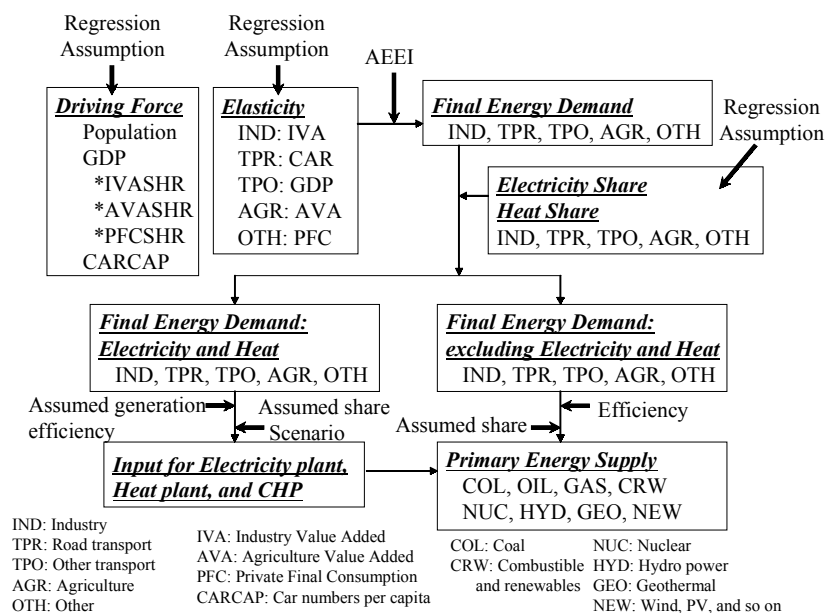 Regression
Assumption
Driving Force
Population
GDP
*IVASHR
*AVASHR
*PFCSHR
CARCAP
Regression
Assumption
Elasticity
IND: IVA
TPR: CAR
TPO: GDP
AGR: AVA
OTH: PFC
AEEI
Final Energy Demand
IND, TPR, TPO, AGR, OTH
Regression
Assumption
Electricity Share
Heat Share
IND, TPR, TPO, AGR, OTH
Final Energy Demand:
Electricity and Heat
IND, TPR, TPO, AGR, OTH
Final Energy Demand:
excluding Electricity and Heat
IND, TPR, TPO, AGR, OTH
Assumed generation
efficiency
Assumed share
Scenario
Assumed share
Efficiency
Input for Electricity plant,
Heat plant, and CHP
Primary Energy Supply
COL, OIL, GAS, CRW
NUC, HYD, GEO, NEW
IND: Industry
TPR: Road transport
TPO: Other transport
AGR: Agriculture
OTH: Other
IVA: Industry Value Added
AVA: Agriculture Value Added
PFC: Private Final Consumption
CARCAP: Car numbers per capita
COL: Coal
CRW: Combustible
and renewables
NUC: Nuclear
HYD: Hydro power
GEO: Geothermal
NEW: Wind, PV, and so on